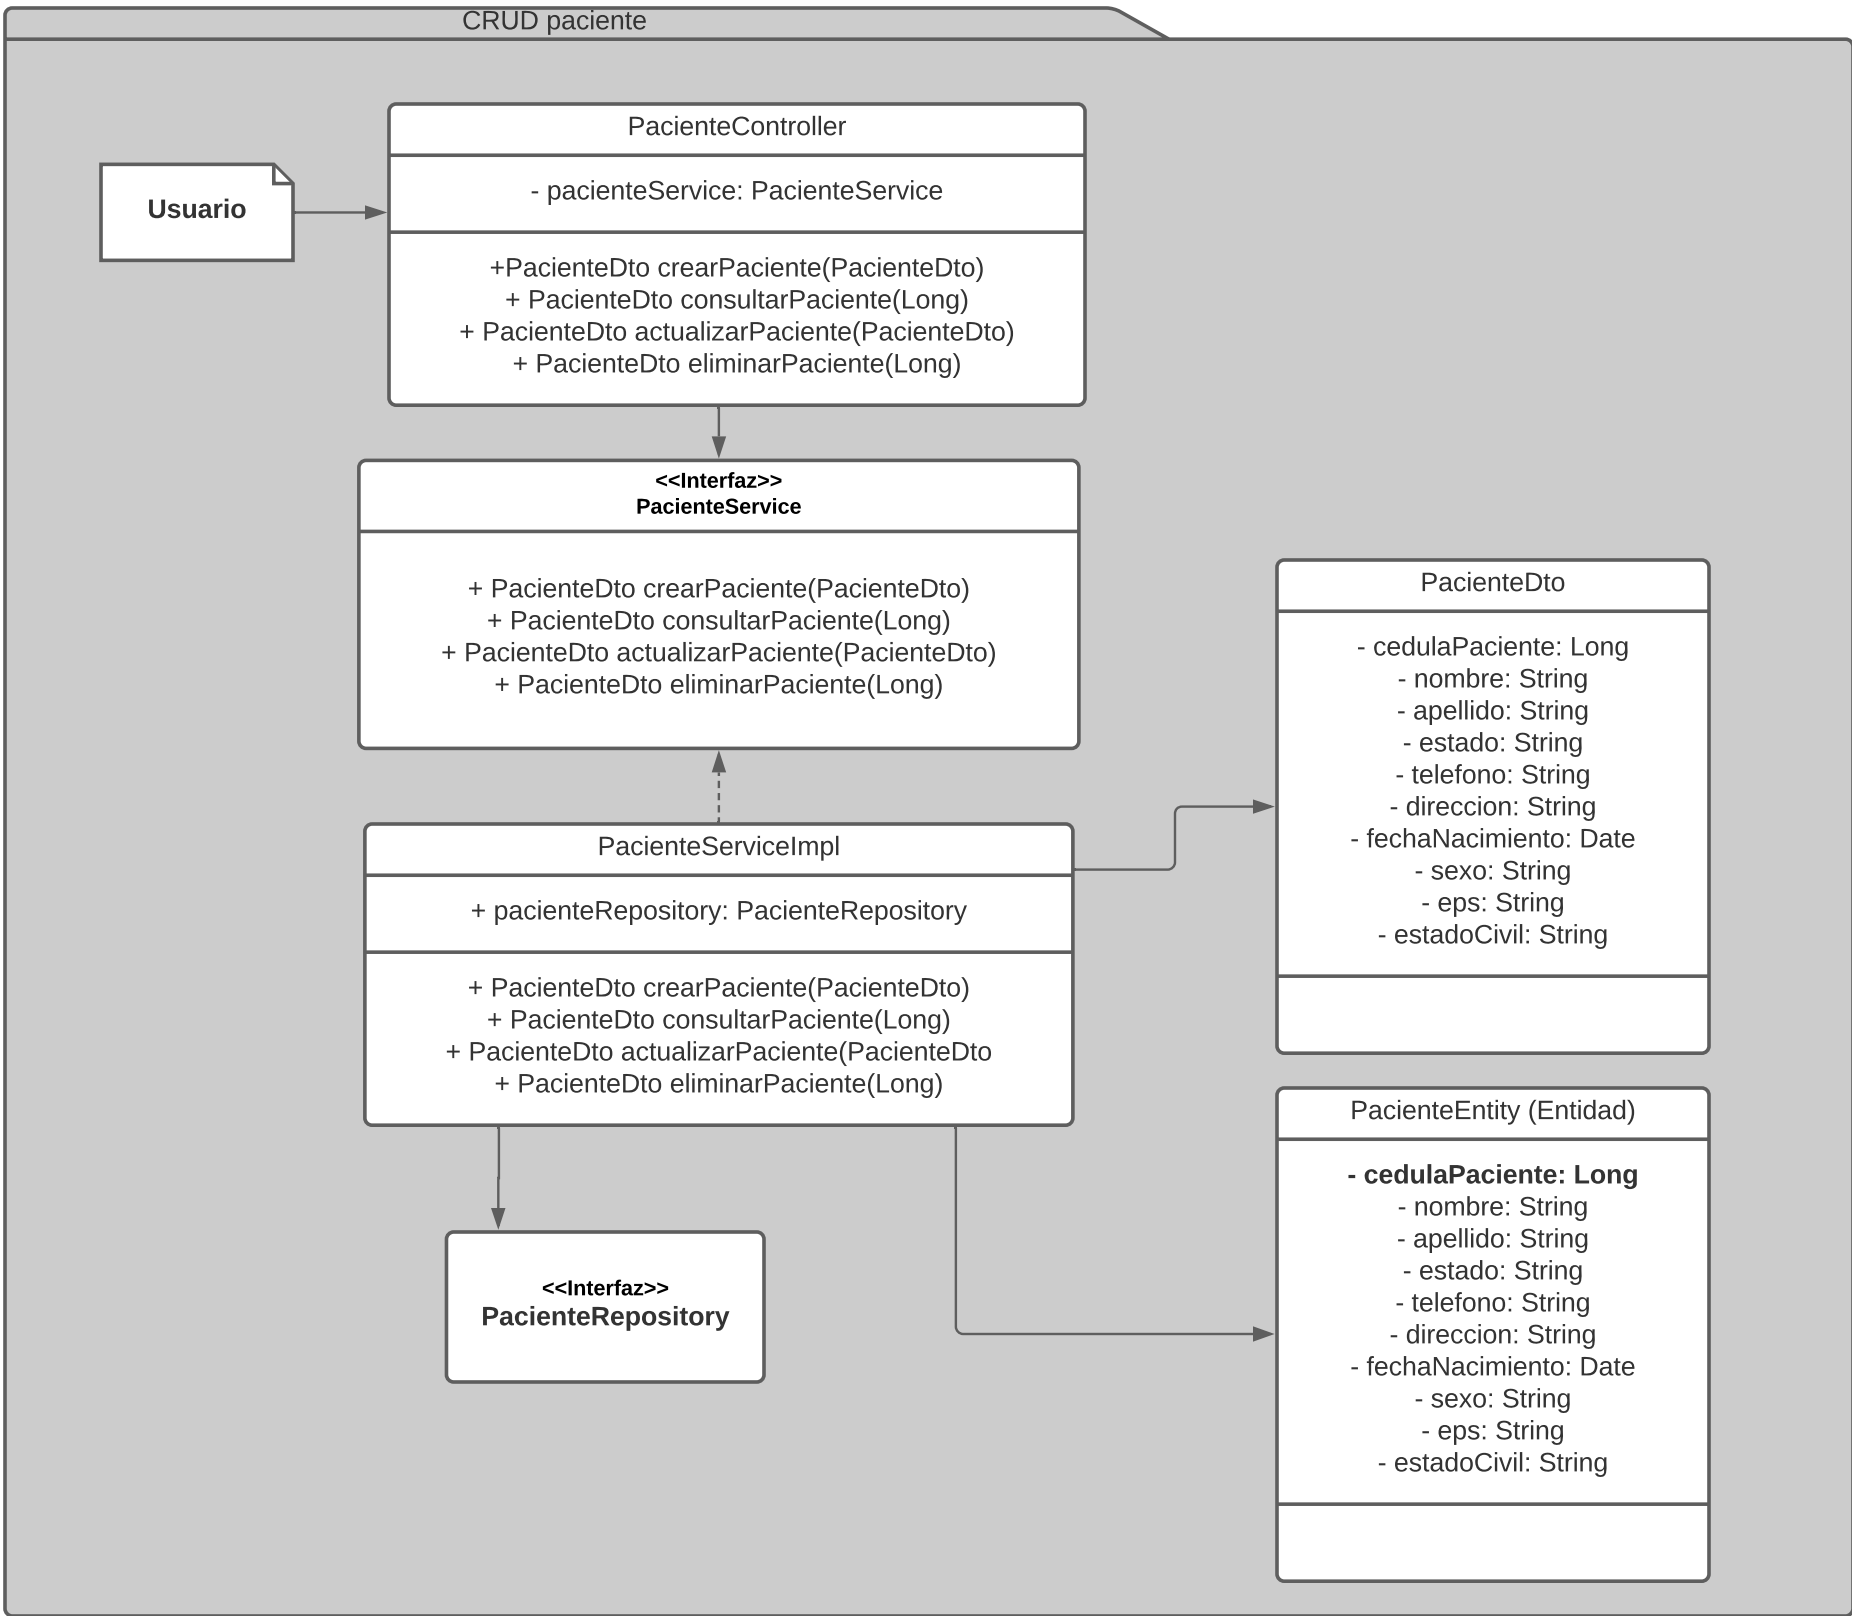 CRUD paciente
Usuario
PacienteController
- pacienteService: PacienteService
+PacienteDto crearPaciente(PacienteDto)
+ PacienteDto consultarPaciente(Long)
+ PacienteDto actualizarPaciente(PacienteDto)
+ PacienteDto eliminarPaciente(Long)
<<Interfaz>>
PacienteService
+ PacienteDto crearPaciente(PacienteDto)
+ PacienteDto consultarPaciente(Long)
+ PacienteDto actualizarPaciente(PacienteDto)
+ PacienteDto eliminarPaciente(Long)
PacienteServiceImpl
+ pacienteRepository: PacienteRepository
+ PacienteDto crearPaciente(PacienteDto)
+ PacienteDto consultarPaciente(Long)
+ PacienteDto actualizarPaciente(PacienteDto
+ PacienteDto eliminarPaciente(Long)
<<Interfaz>>
PacienteRepository
PacienteDto
- cedulaPaciente: Long
- nombre: String
- apellido: String
- estado: String
- telefono: String
- direccion: String
- fechaNacimiento: Date
- sexo: String
- eps: String
- estadoCivil: String
PacienteEntity (Entidad)
- cedulaPaciente: Long
- nombre: String
- apellido: String
- estado: String
- telefono: String
- direccion: String
- fechaNacimiento: Date
- sexo: String
- eps: String
- estadoCivil: String